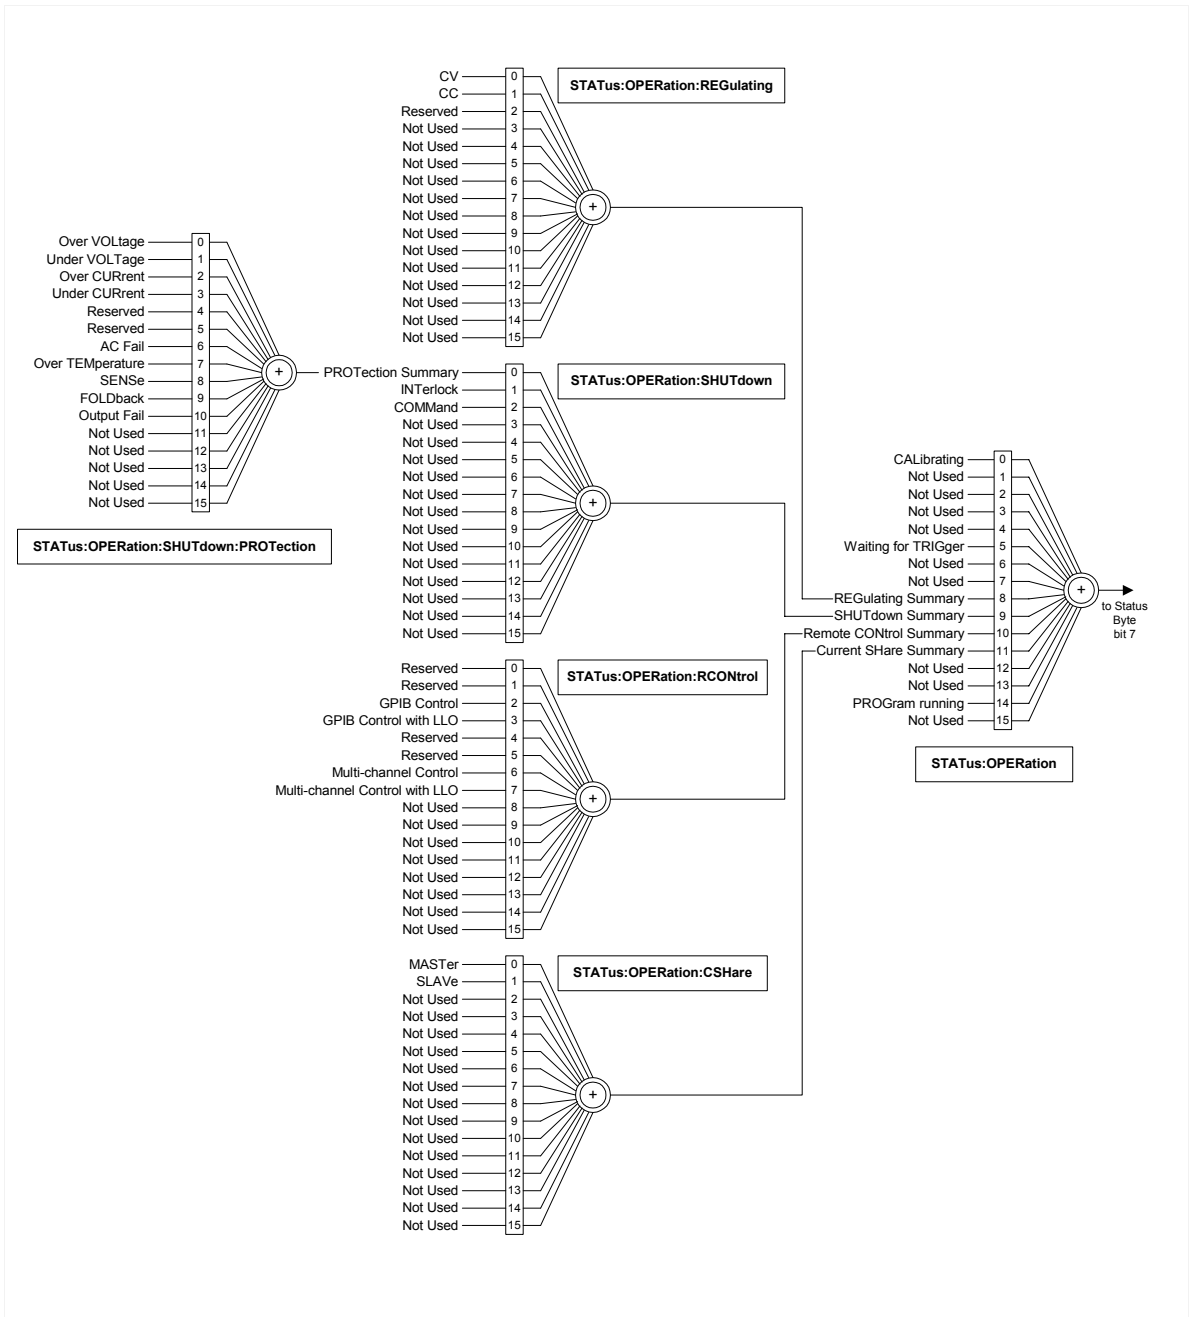 STATus:OPERation:REGulating
CV 0
CC 1
Reserved 2
Not Used 3
Not Used 4
Not Used 5
Not Used 6
Not Used 7
Not Used 8
Not Used 9
Not Used 10
Not Used 11
Not Used 12
Not Used 13
Not Used 14
Not Used 15
+
Over VOLtage 0
Under VOLTage 1
Over CURrent 2
Under CURrent 3
Reserved 4
Reserved 5
AC Fail 6
Over TEMperature 7
SENSe 8
FOLDback 9
Output Fail 10
Not Used 11
Not Used 12
Not Used 13
Not Used 14
Not Used 15
+
STATus:OPERation:SHUTdown:PROTection
STATus:OPERation:SHUTdown
PROTection Summary 0
INTerlock 1
COMMand 2
Not Used 3
Not Used 4
Not Used 5
Not Used 6
Not Used 7
Not Used 8
Not Used 9
Not Used 10
Not Used 11
Not Used 12
Not Used 13
Not Used 14
Not Used 15
+
STATus:OPERation:RCONtrol
Reserved 0
Reserved 1
GPIB Control 2
GPIB Control with LLO 3
Reserved 4
Reserved 5
Multi-channel Control 6
Multi-channel Control with LLO 7
Not Used 8
Not Used 9
Not Used 10
Not Used 11
Not Used 12
Not Used 13
Not Used 14
Not Used 15
+
STATus:OPERation:CSHare
MASTer 0
SLAVe 1
Not Used 2
Not Used 3
Not Used 4
Not Used 5
Not Used 6
Not Used 7
Not Used 8
Not Used 9
Not Used 10
Not Used 11
Not Used 12
Not Used 13
Not Used 14
Not Used 15
+
CALibrating 0
Not Used 1
Not Used 2
Not Used 3
Not Used 4
Waiting for TRIGger 5
Not Used 6
Not Used 7
REGulating Summary 8
SHUTdown Summary 9
Remote CONtrol Summary 10
Current SHare Summary 11
Not Used 12
Not Used 13
PROGram running 14
Not Used 15
+
to Status
Byte
bit 7
STATus:OPERation